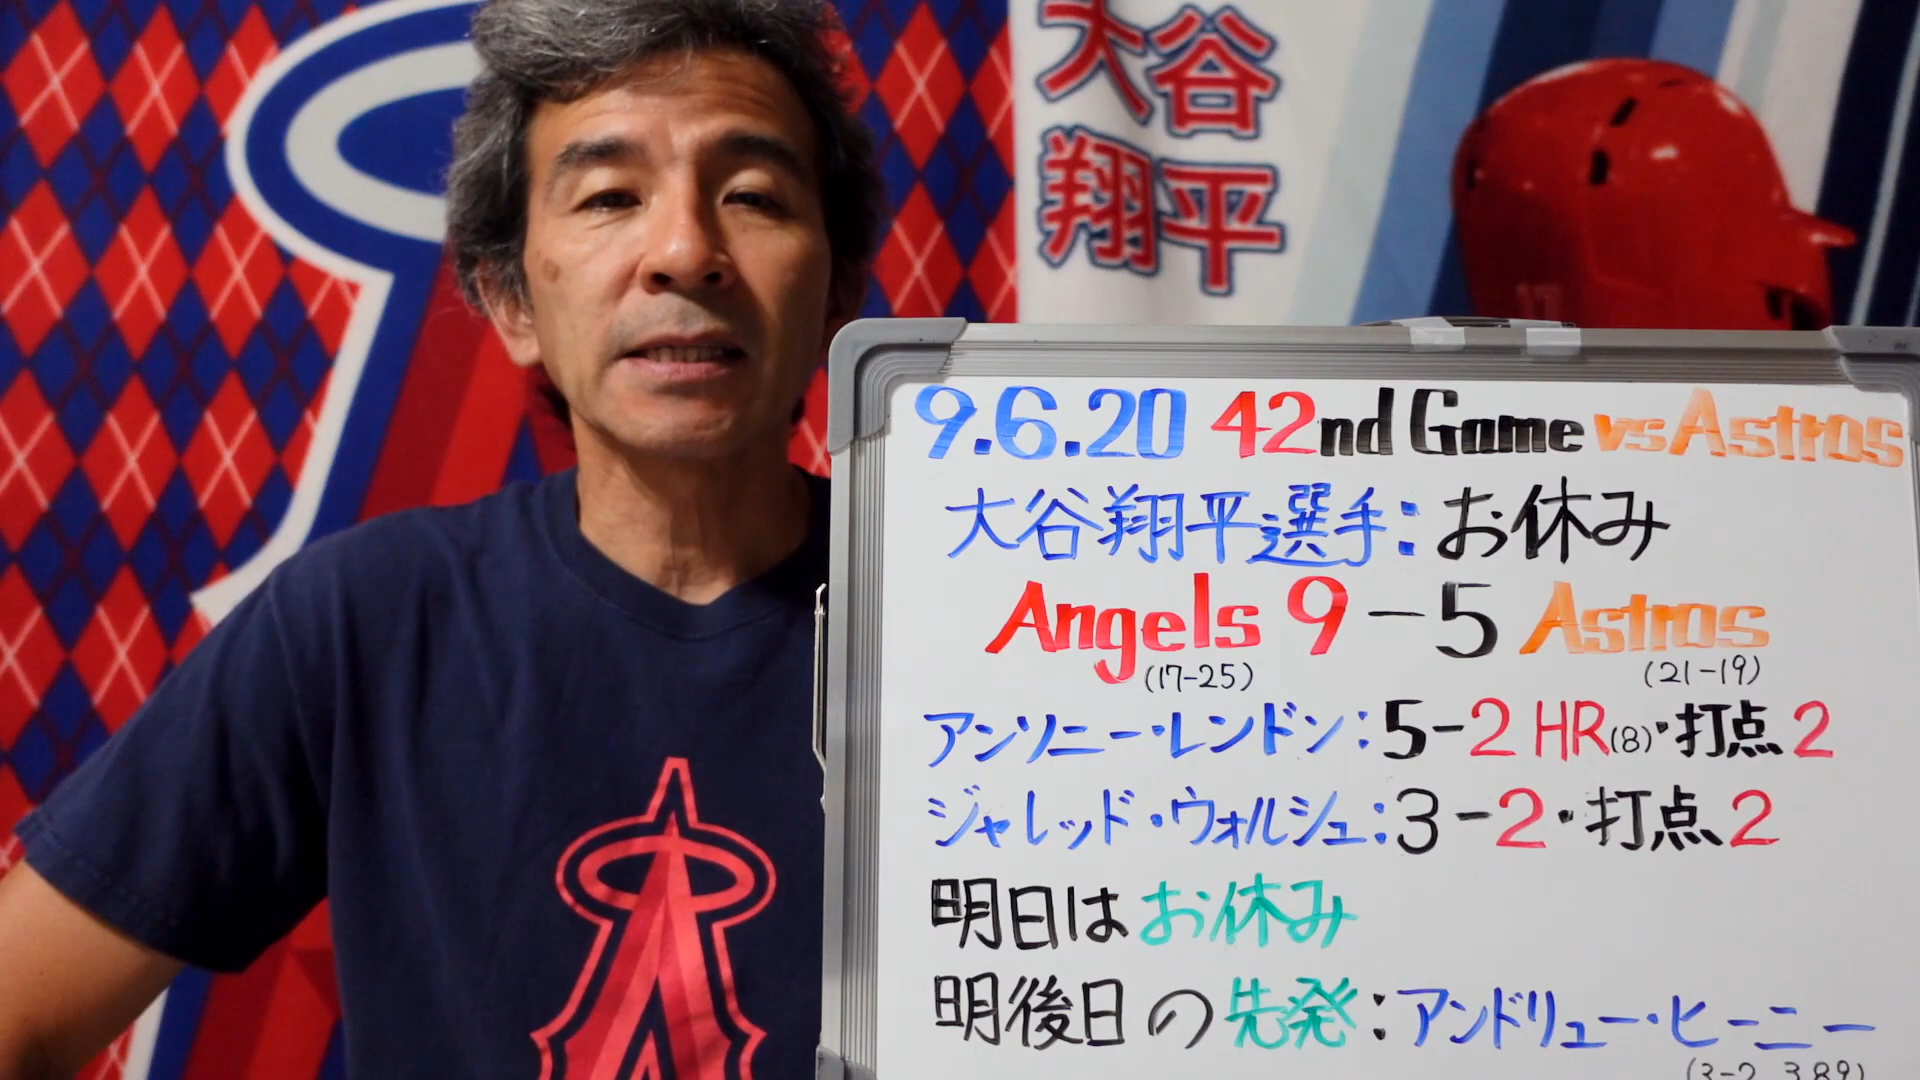 大谷
翔平
9.6.20 42nd Game vs Astros
大谷翔平選手:お休み
Angels 9-5 Astros
(17-25) (21-19)
アンソニー・レンドン:5-2 HR(8)・打点2
ジャレッド・ウォルシュ:3-2・打点2
明日はお休み
明後日の先発:アンドリュー・ヒーニー
(3-2 3.89)